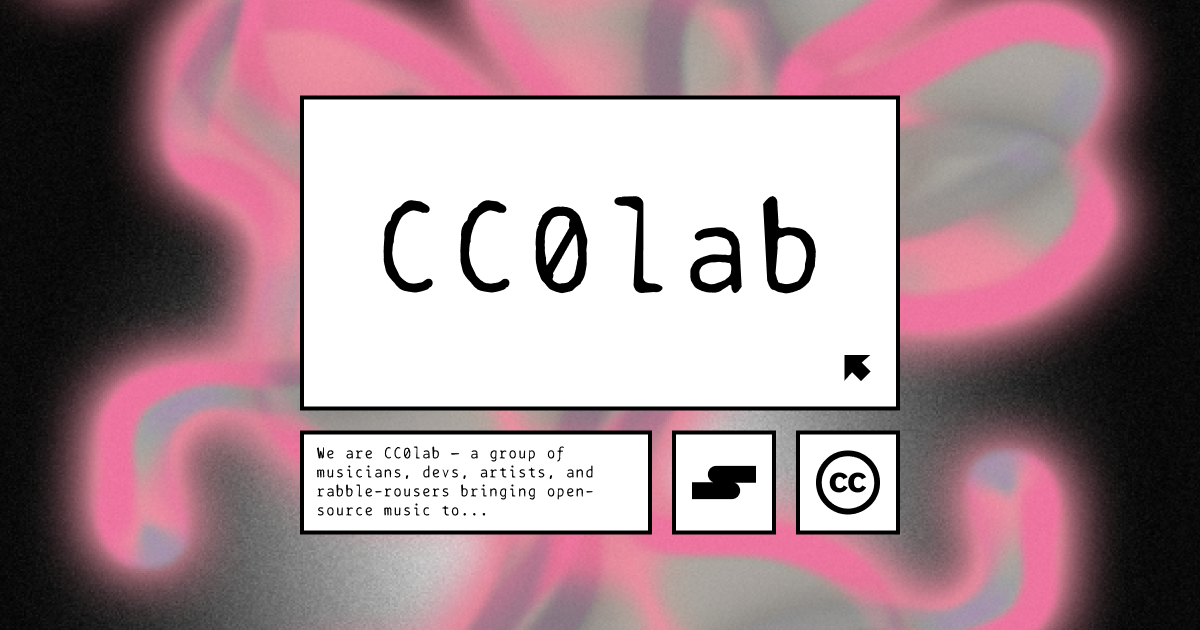 CC0lab
We are CC0lab – a group of
musicians, devs, artists, and
rabble-rousers bringing open-
source music to...
CC